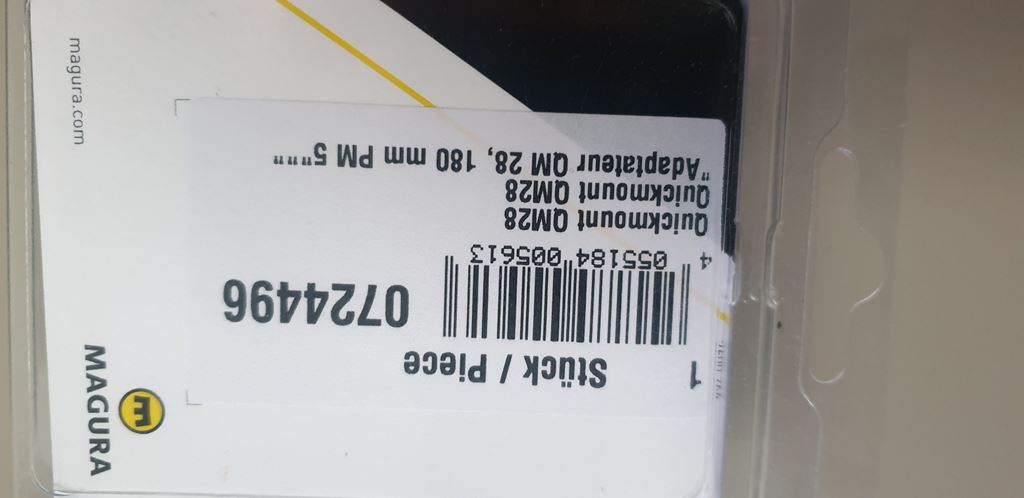 1 Stück / Piece
0724496
4 055184 005613
Quickmount QM28
Quickmount QM28
"Adaptateur QM 28, 180 mm PM 5"""
MAGURA
magura.com